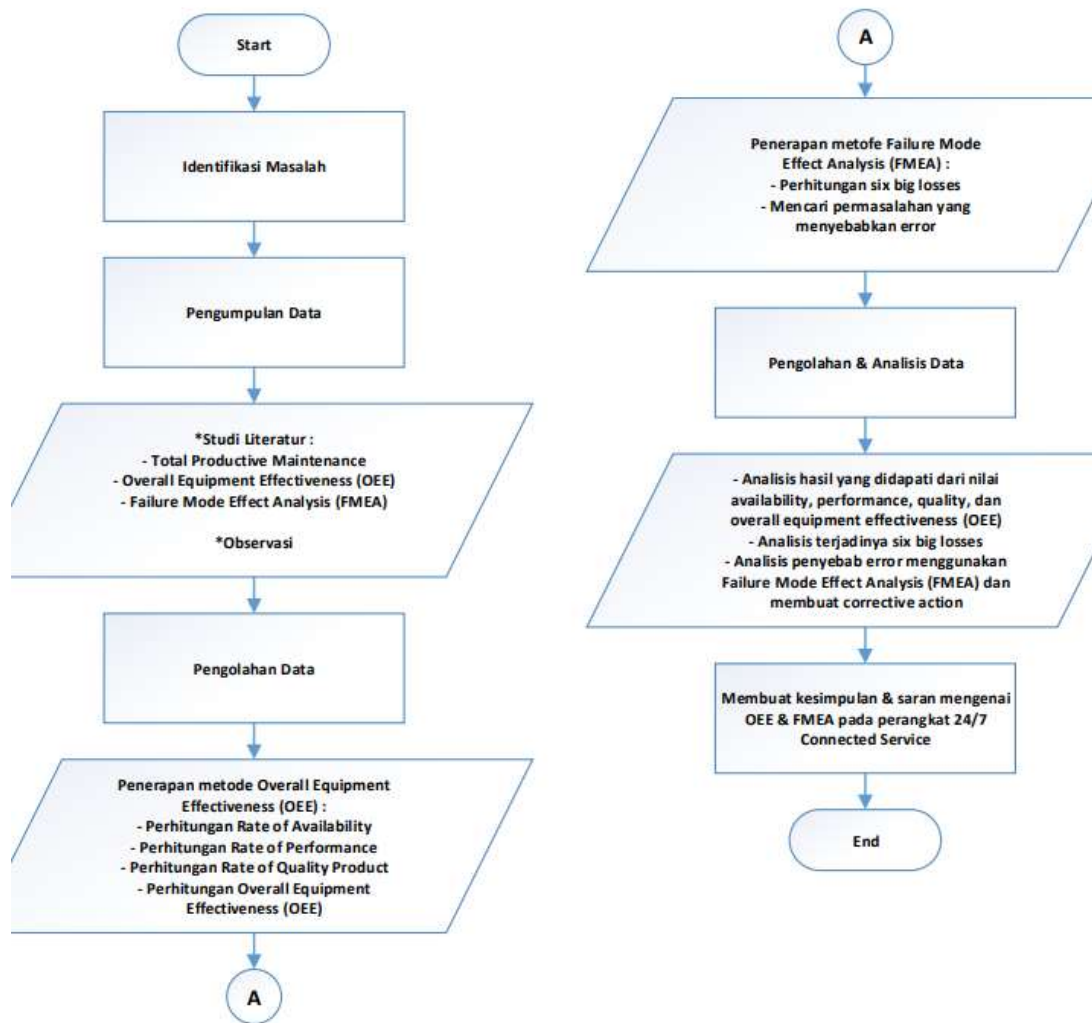 Start
Identifikasi Masalah
Pengumpulan Data
*Studi Literatur :
- Total Productive Maintenance
- Overall Equipment Effectiveness (OEE)
- Failure Mode Effect Analysis (FMEA)
*Observasi
Pengolahan Data
Penerapan metode Overall Equipment
Effectiveness (OEE) :
- Perhitungan Rate of Availability
- Perhitungan Rate of Performance
- Perhitungan Rate of Quality Product
- Perhitungan Overall Equipment
Effectiveness (OEE)
A
A
Penerapan metofe Failure Mode
Effect Analysis (FMEA) :
- Perhitungan six big losses
- Mencari permasalahan yang
menyebabkan error
Pengolahan & Analisis Data
- Analisis hasil yang didapati dari nilai
availability, performance, quality, dan
overall equipment effectiveness (OEE)
- Analisis terjadinya six big losses
- Analisis penyebab error menggunakan
Failure Mode Effect Analysis (FMEA) dan
membuat corrective action
Membuat kesimpulan & saran mengenai
OEE & FMEA pada perangkat 24/7
Connected Service
End